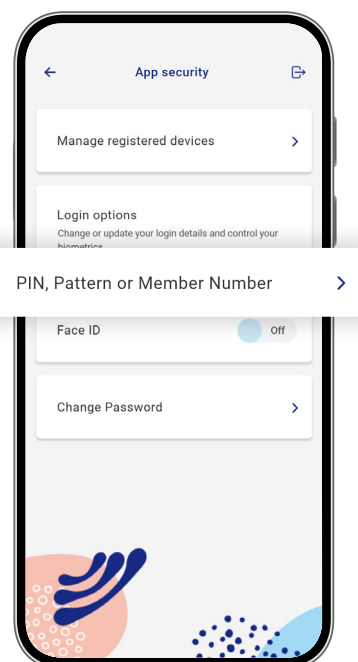 App security
Manage registered devices
Login options
Change or update your login details and control your
biometrics
PIN, Pattern or Member Number
Face ID
Off
Change Password